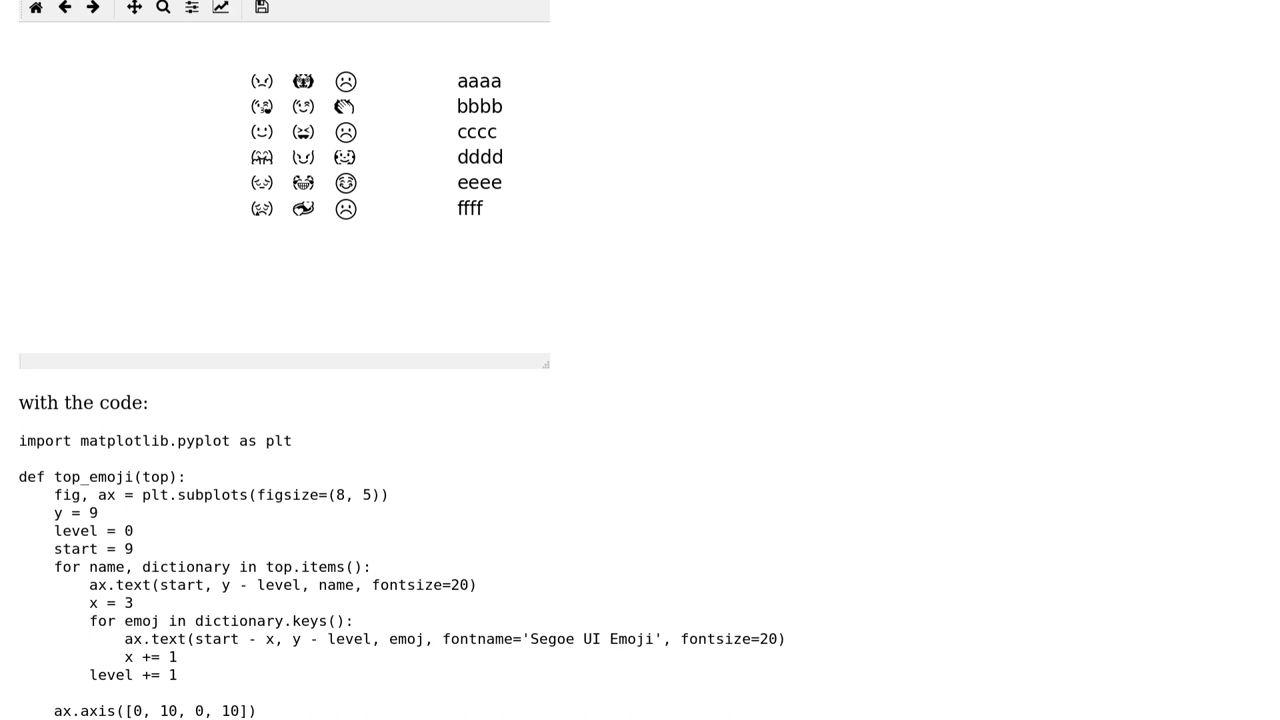 aaaa
bbbb
cccc
dddd
eeee
ffff
with the code:
import matplotlib.pyplot as plt
def top_emoji(top):
    fig, ax = plt.subplots(figsize=(8, 5))
    y = 9
    level = 0
    start = 9
    for name, dictionary in top.items():
        ax.text(start, y - level, name, fontsize=20)
        x = 3
        for emoj in dictionary.keys():
            ax.text(start - x, y - level, emoj, fontname='Segoe UI Emoji', fontsize=20)
            x += 1
        level += 1
    ax.axis([0, 10, 0, 10])